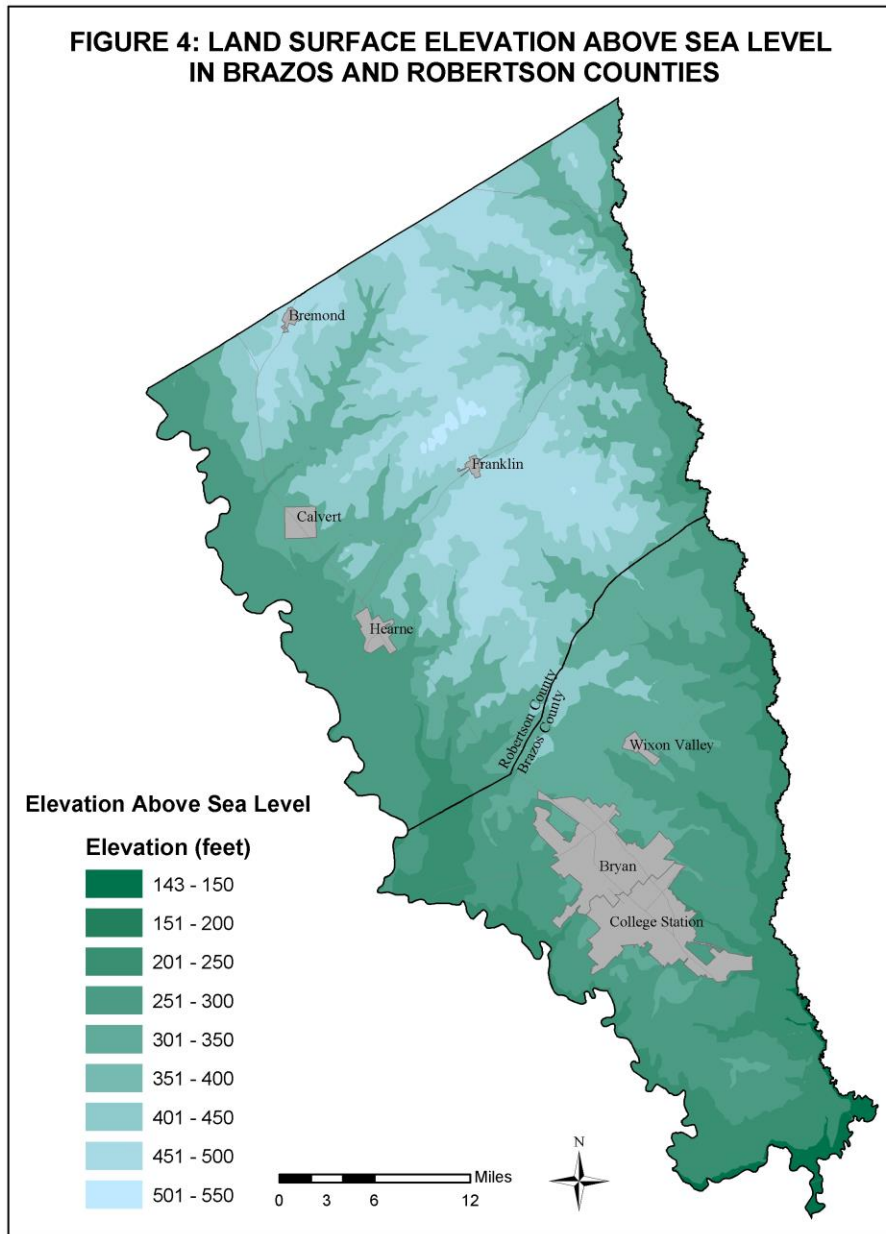 FIGURE 4: LAND SURFACE ELEVATION ABOVE SEA LEVEL
IN BRAZOS AND ROBERTSON COUNTIES
Bremond
Franklin
Calvert
Hearne
Robertson County
Brazos County
Wixon Valley
Bryan
College Station
Elevation Above Sea Level
Elevation (feet)
143 - 150
151 - 200
201 - 250
251 - 300
301 - 350
351 - 400
401 - 450
451 - 500
501 - 550
Miles
0 3 6 12
N